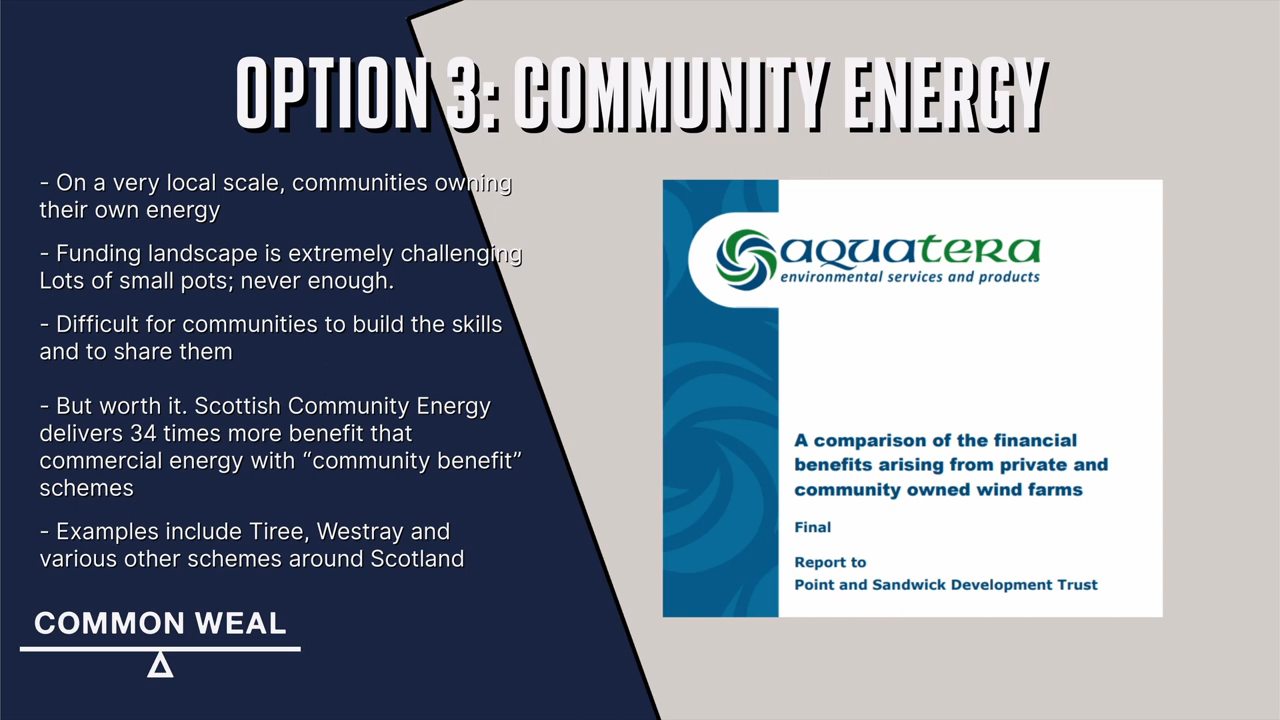 OPTION 3: COMMUNITY ENERGY
- On a very local scale, communities owning
their own energy
- Funding landscape is extremely challenging
Lots of small pots; never enough.
- Difficult for communities to build the skills
and to share them
- But worth it. Scottish Community Energy
delivers 34 times more benefit that
commercial energy with “community benefit”
schemes
- Examples include Tiree, Westray and
various other schemes around Scotland
COMMON WEAL
aquatera
environmental services and products
A comparison of the financial
benefits arising from private and
community owned wind farms
Final
Report to
Point and Sandwick Development Trust